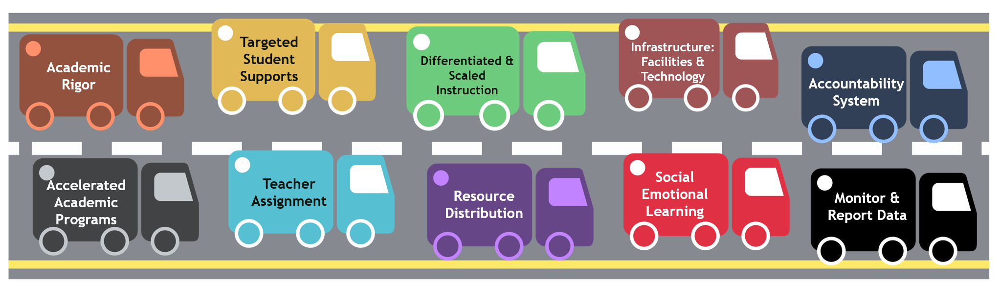 Academic
Rigor
Targeted
Student
Supports
Differentiated &
Scaled
Instruction
Infrastructure:
Facilities &
Technology
Accountability
System
Accelerated
Academic
Programs
Teacher
Assignment
Resource
Distribution
Social
Emotional
Learning
Monitor &
Report Data